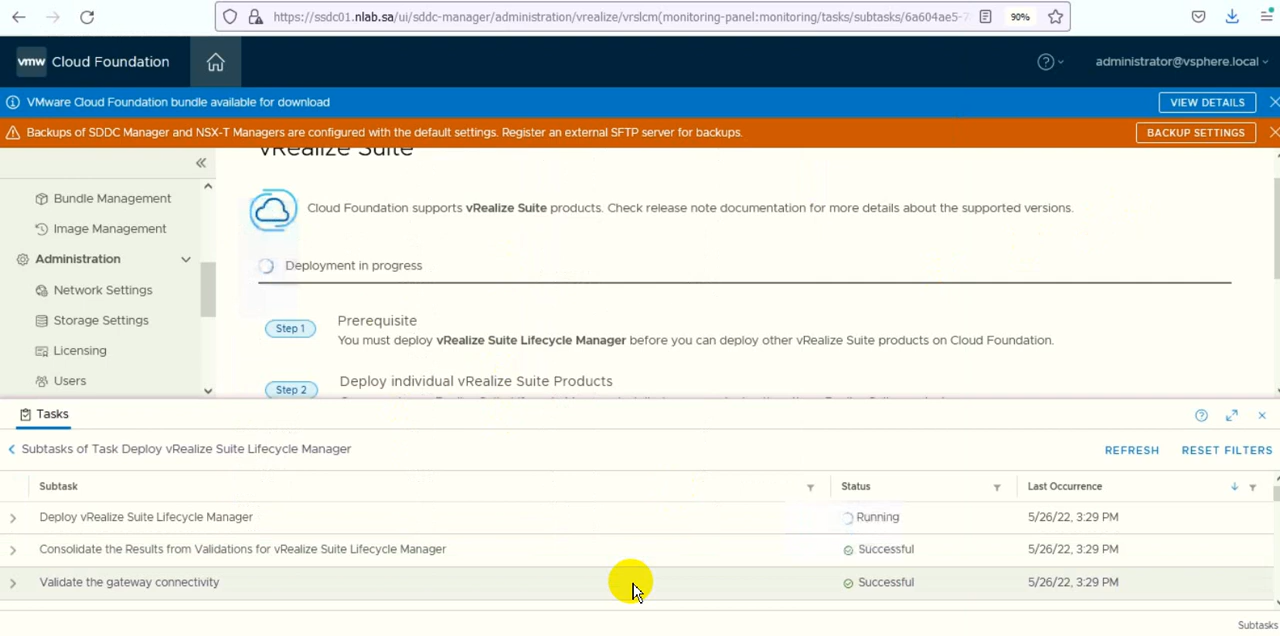 https://ssdc01.nlab.sa/ui/sddc-manager/administration/vrealize/vrslcm(monitoring-panel:monitoring/tasks/subtasks/6a604ae5-7
90%
vmw Cloud Foundation
administrator@vsphere.local
VMware Cloud Foundation bundle available for download
VIEW DETAILS
Backups of SDDC Manager and NSX-T Managers are configured with the default settings. Register an external SFTP server for backups.
BACKUP SETTINGS
vRealize Suite
Bundle Management
Cloud Foundation supports vRealize Suite products. Check release note documentation for more details about the supported versions.
Image Management
Administration
Deployment in progress
Network Settings
Storage Settings
Step 1
Prerequisite
You must deploy vRealize Suite Lifecycle Manager before you can deploy other vRealize Suite products on Cloud Foundation.
Licensing
Users
Step 2
Deploy individual vRealize Suite Products
Tasks
Subtasks of Task Deploy vRealize Suite Lifecycle Manager
REFRESH
RESET FILTERS
Subtask
Status
Last Occurrence
Deploy vRealize Suite Lifecycle Manager
Running
5/26/22, 3:29 PM
Consolidate the Results from Validations for vRealize Suite Lifecycle Manager
Successful
5/26/22, 3:29 PM
Validate the gateway connectivity
Successful
5/26/22, 3:29 PM
Subtasks